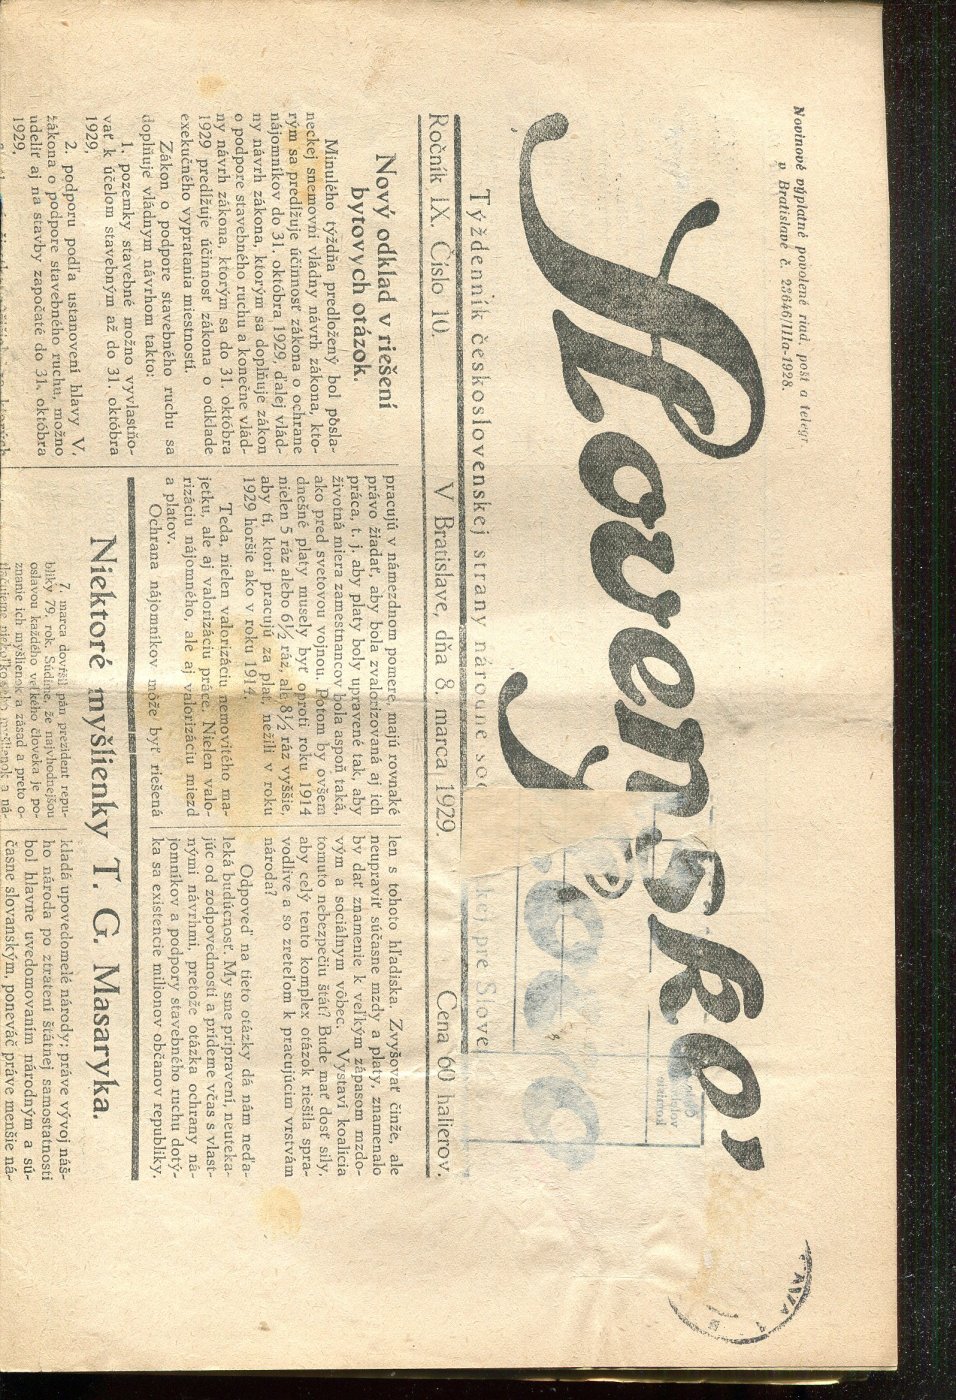 Novinové výplatné povolené riad. pošt a telegr.
v Bratislave č. 23646/IIIa-1928.
Slovenský
Týždenník československej strany národne soc
kej pre Sloven
Ročník IX. Číslo 10.
V Bratislave, dňa 8. marca 1929.
Cena 60 halierov.
Nový odklad v riešení
bytových otázok.
Minulého týždňa predložený bol posla-
neckej snemovni vládny návrh zákona, kto-
rým sa predlžuje účinnosť zákona o ochrane
nájomníkov do 31. októbra 1929, ďalej vlád-
ny návrh zákona, ktorým sa doplňuje zákon
o podpore stavebného ruchu a konečne vlád-
ny návrh zákona, ktorým sa do 31. októbra
1929 predlžuje účinnosť zákona o odklade
exekučného vypratania miestností.
Zákon o podpore stavebného ruchu sa
doplňuje vládnym návrhom takto:
1. pozemky stavebné možno vyvlastňo-
vať k účelom stavebným až do 31. októbra
1929,
2. podporu podľa ustanovení hlavy V.
zákona o podpore stavebného ruchu, možno
udeliť aj na stavby započaté do 31. októbra
1929,
pracujú v námezdnom pomere, majú rovnaké
právo žiadať, aby bola zvalorizovaná aj ich
práca, t. j. aby platy boly upravené tak, aby
životná miera zamestnancov bola aspoň taká,
ako pred svetovou vojnou. Potom by ovšem
dnešné platy musely byť oproti roku 1914
nielen 5 ráz alebo 6½ ráz, ale 8½ ráz vyššie,
aby tí, ktorí pracujú za plat, nežili v roku
1929 horšie ako v roku 1914.
Teda, nielen valorizáciu nemovitého ma-
jetku, ale aj valorizáciu práce. Nielen valo-
rizáciu nájomného, ale aj valorizáciu miezd
a platov.
Ochrana nájomníkov môže byť riešená
len s tohoto hľadiska. Zvyšovať činže, ale
neupraviť súčasne mzdy a platy, znamenalo
by dať znamenie k veľkým zápasom mzdo-
vým a sociálnym vôbec. Vystaví koalícia
tomuto nebezpečiu štát? Bude mať dosť sily,
aby celý tento komplex otázok riešila spra-
vodlive a so zreteľom k pracujúcim vrstvám
národa?
Odpoveď na tieto otázky dá nám neďa-
leká budúcnosť. My sme pripravení, neuteka-
júc od zodpovednosti a prídeme včas s vlast-
nými návrhmi, pretože otázka ochrany ná-
jomníkov a podpory stavebného ruchu dotý-
ka sa existencie milionov občanov republiky.
Niektoré myšlienky T. G. Masaryka.
7. marca dovŕšil pán prezident repu-
bliky 79. rok. Súdime, že najvhodnejšou
oslavou každého veľkého človeka je po-
znanie ich myšlienok a zásad a preto o-
kladá upovedomelé národy; práve vývoj náš-
ho národa po ztrátení štátnej samostatnosti
bol hlavne uvedomovaním národným a sú-
časne slovanským, poneváč práve menšie ná-